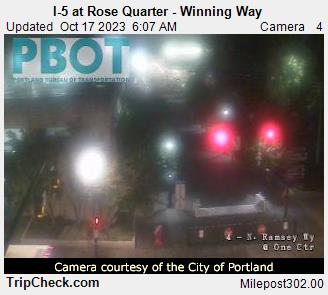 I-5 at Rose Quarter - Winning Way
Updated Oct 17 2023 6:07 AM Camera 4
PBOT
PORTLAND BUREAU OF TRANSPORTATION
4 - N. Ramsey Wy
@ One Ctr
Camera courtesy of the City of Portland
TripCheck.com Milepost302.00